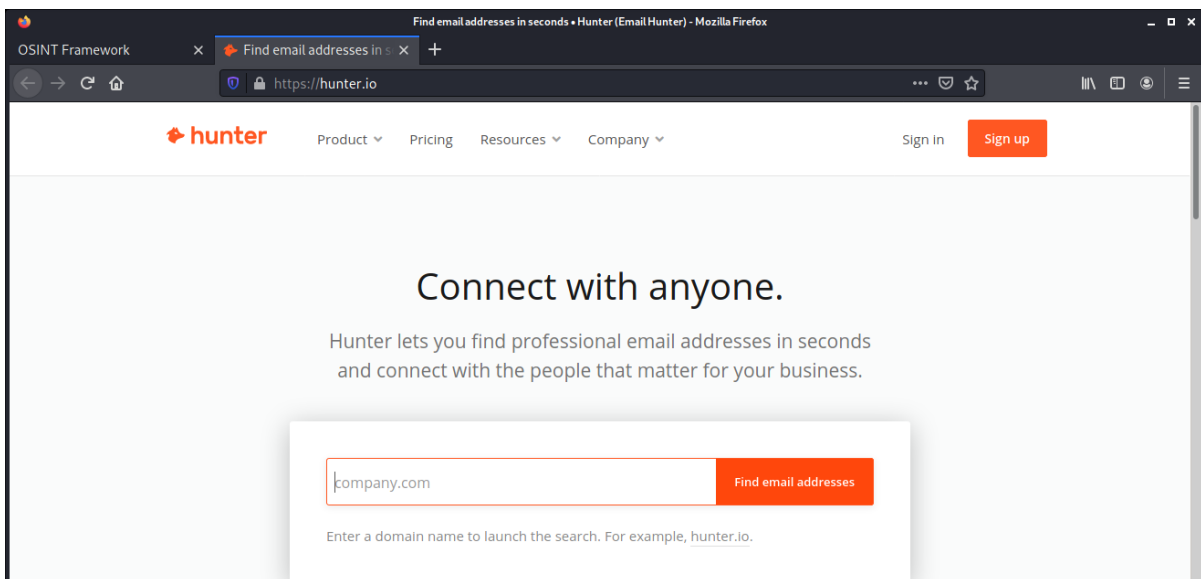 Find email addresses in seconds • Hunter (Email Hunter) - Mozilla Firefox
OSINT Framework
Find email addresses in s
https://hunter.io
hunter Product Pricing Resources Company Sign in Sign up
Connect with anyone.
Hunter lets you find professional email addresses in seconds
and connect with the people that matter for your business.
company.com Find email addresses
Enter a domain name to launch the search. For example, hunter.io.